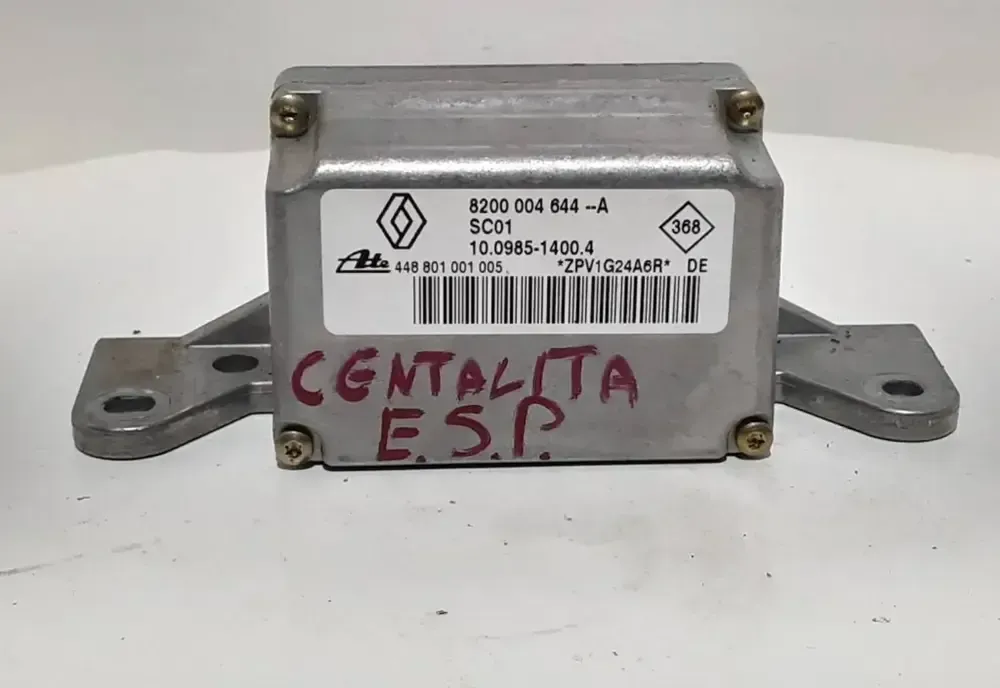 8200 004 644 --A
SC01
368
10.0985-1400.4
Ate 448 801 001 005. *ZPV1G24A6R* DE
CENTALITA
E.S.P.